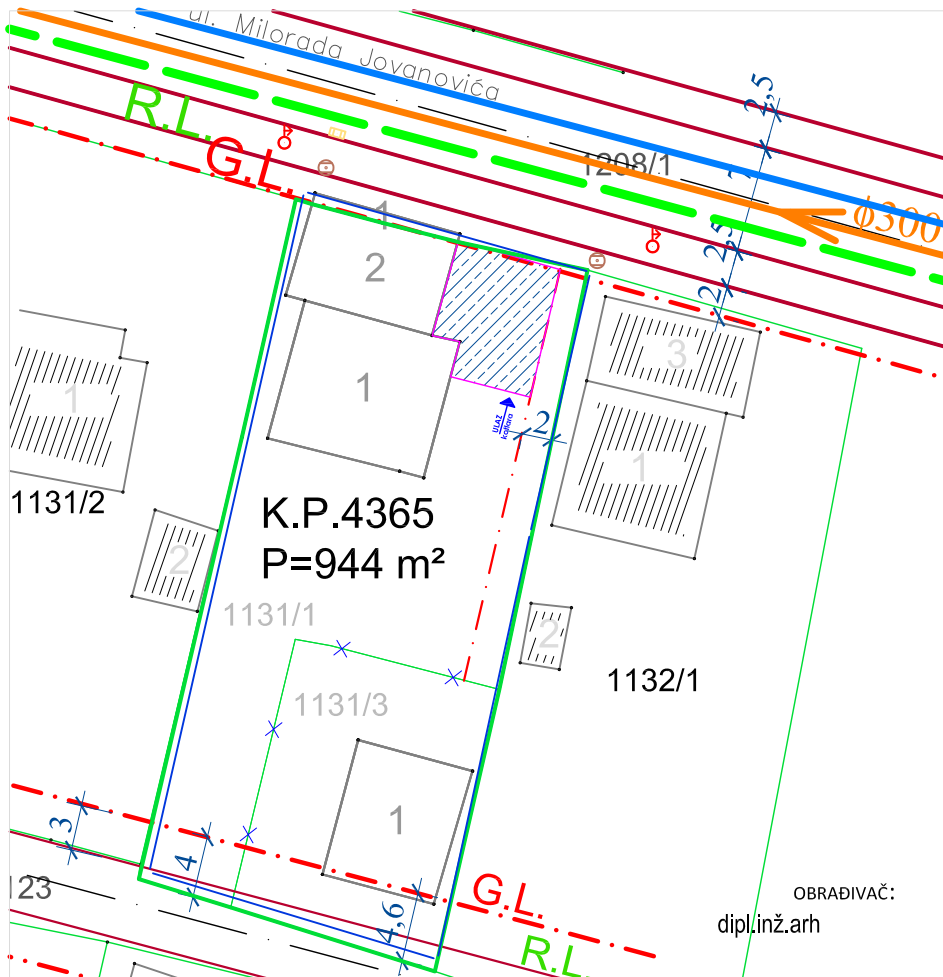 ul. Milorada Jovanovića
2,5
R.L.
G.L.
1208/1
7
ϕ300
1
2
2,5
2
3
1
1
1
ULAZ
kolibara
2
1131/2
K.P.4365
P=944 m²
2
1131/1
2
1132/1
1131/3
1
3
4
123
4,6
G.L.
R.L.
OBRAĐIVAČ:
dipl.inž.arh